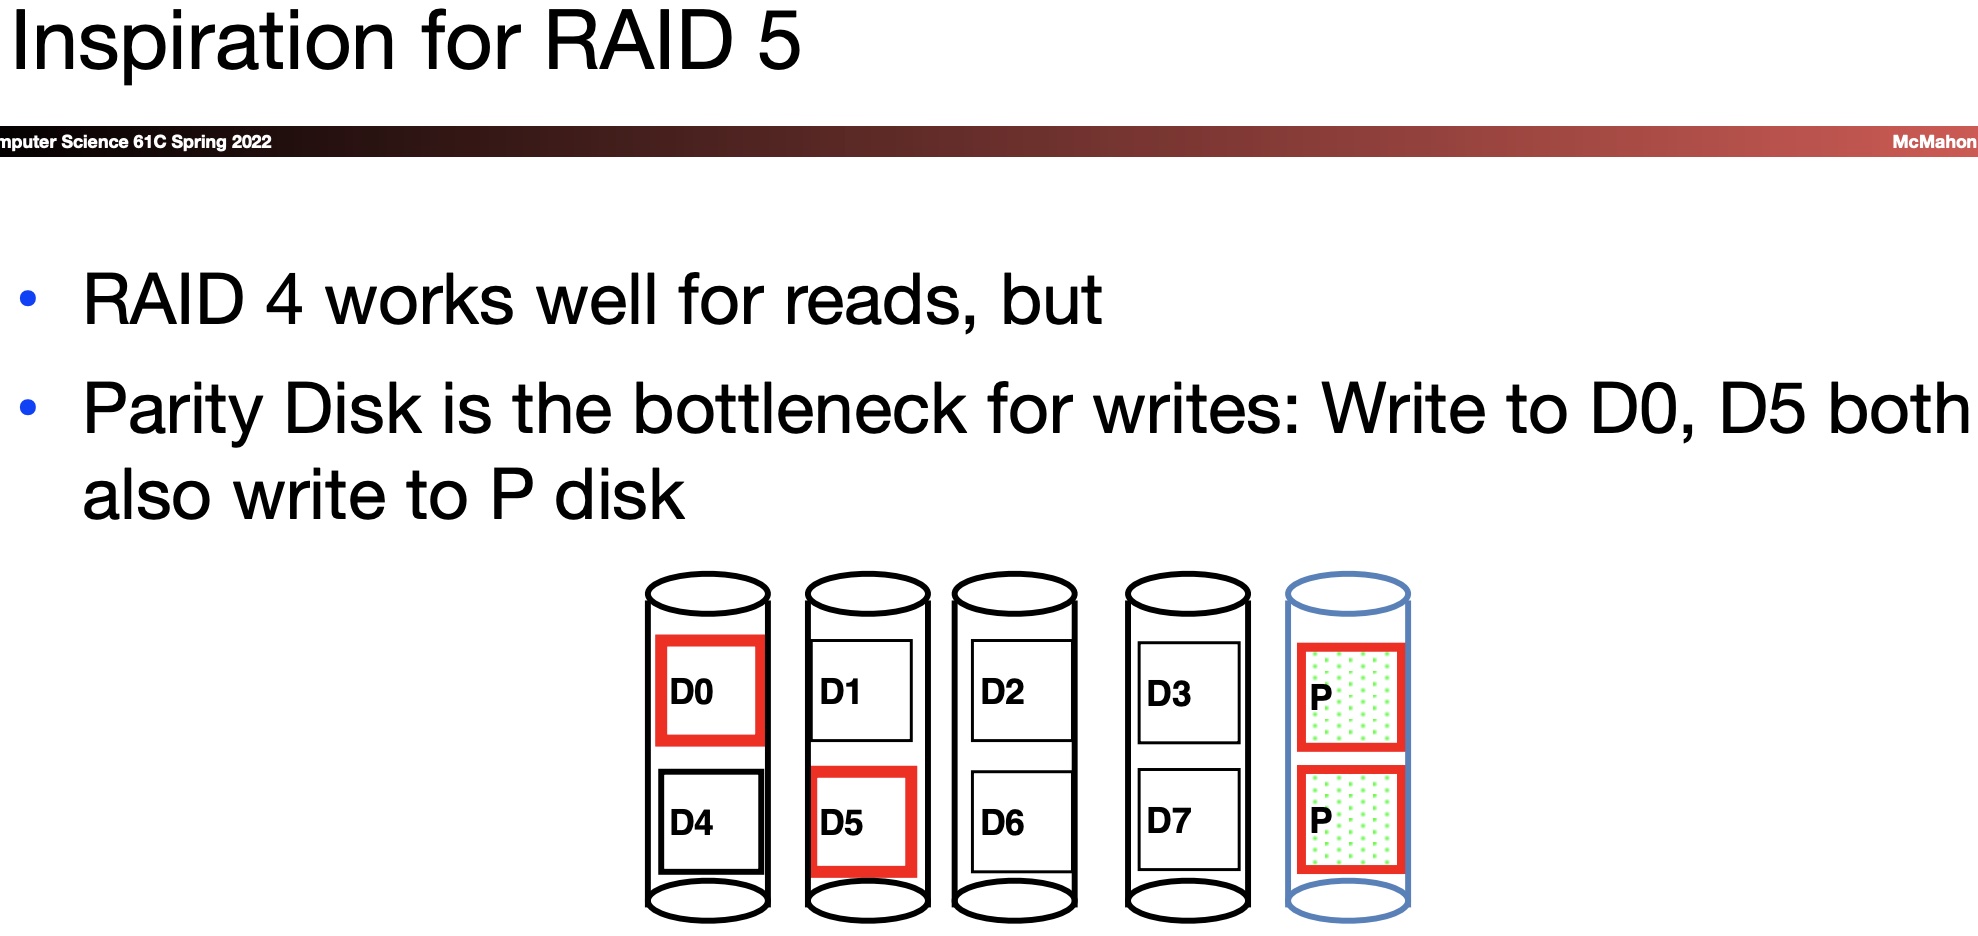 Inspiration for RAID 5
mputer Science 61C Spring 2022
McMahon
• RAID 4 works well for reads, but
• Parity Disk is the bottleneck for writes: Write to D0, D5 both
also write to P disk
D0 D1 D2 D3 P
D4 D5 D6 D7 P